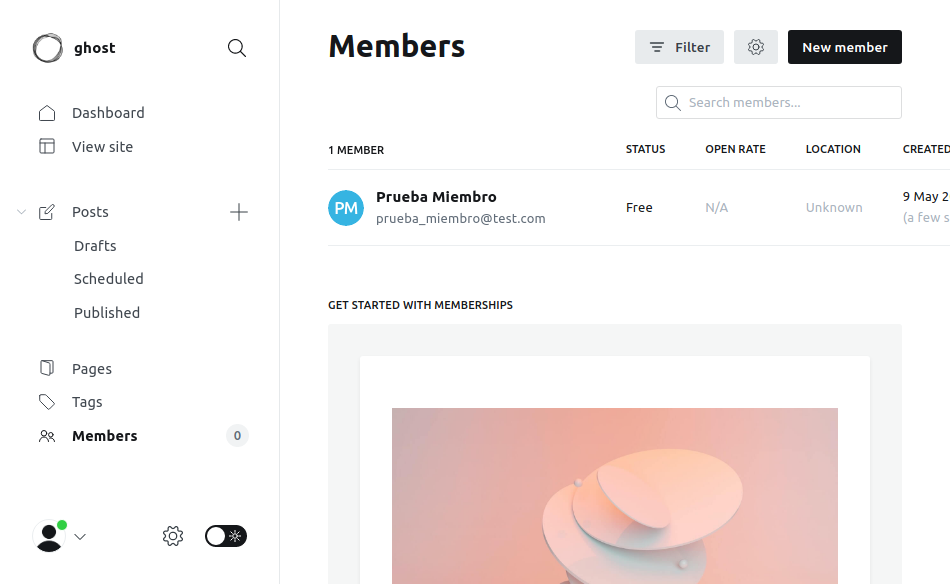 ghost
Dashboard
View site
Posts
Drafts
Scheduled
Published
Pages
Tags
Members
0
Members
Filter
New member
Search members...
1 MEMBER STATUS OPEN RATE LOCATION CREATED
PM
Prueba Miembro
prueba_miembro@test.com
Free
N/A
Unknown
9 May 2
(a few s
GET STARTED WITH MEMBERSHIPS